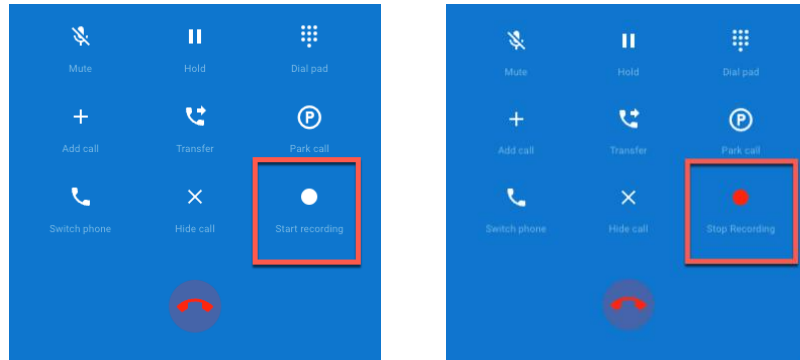 Mute Hold Dial pad
Add call Transfer Park call
Switch phone Hide call Start recording
Mute Hold Dial pad
Add call Transfer Park call
Switch phone Hide call Stop Recording